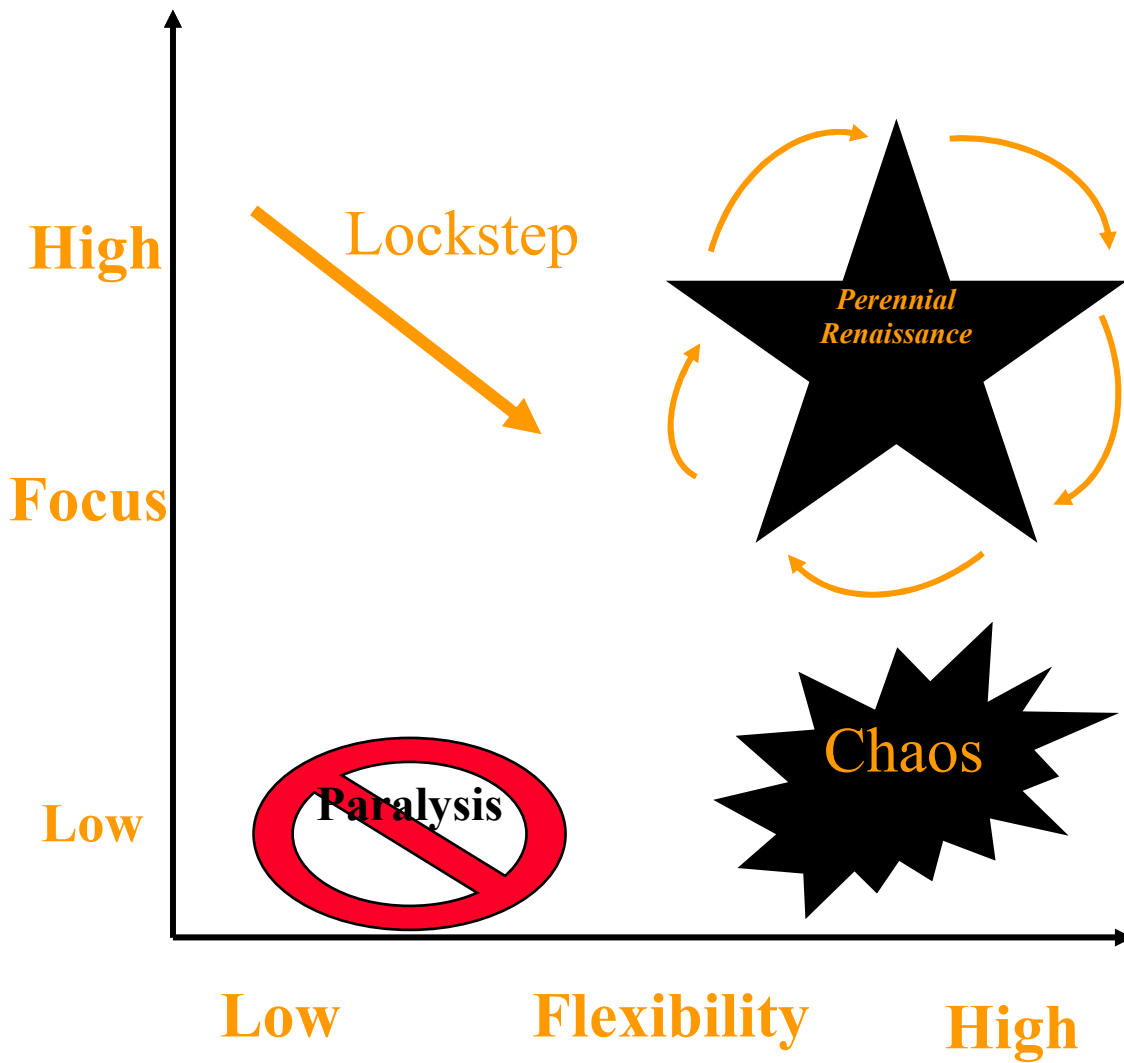 Lockstep
High
Perennial
Renaissance
Focus
Chaos
Paralysis
Low
Low
Flexibility
High